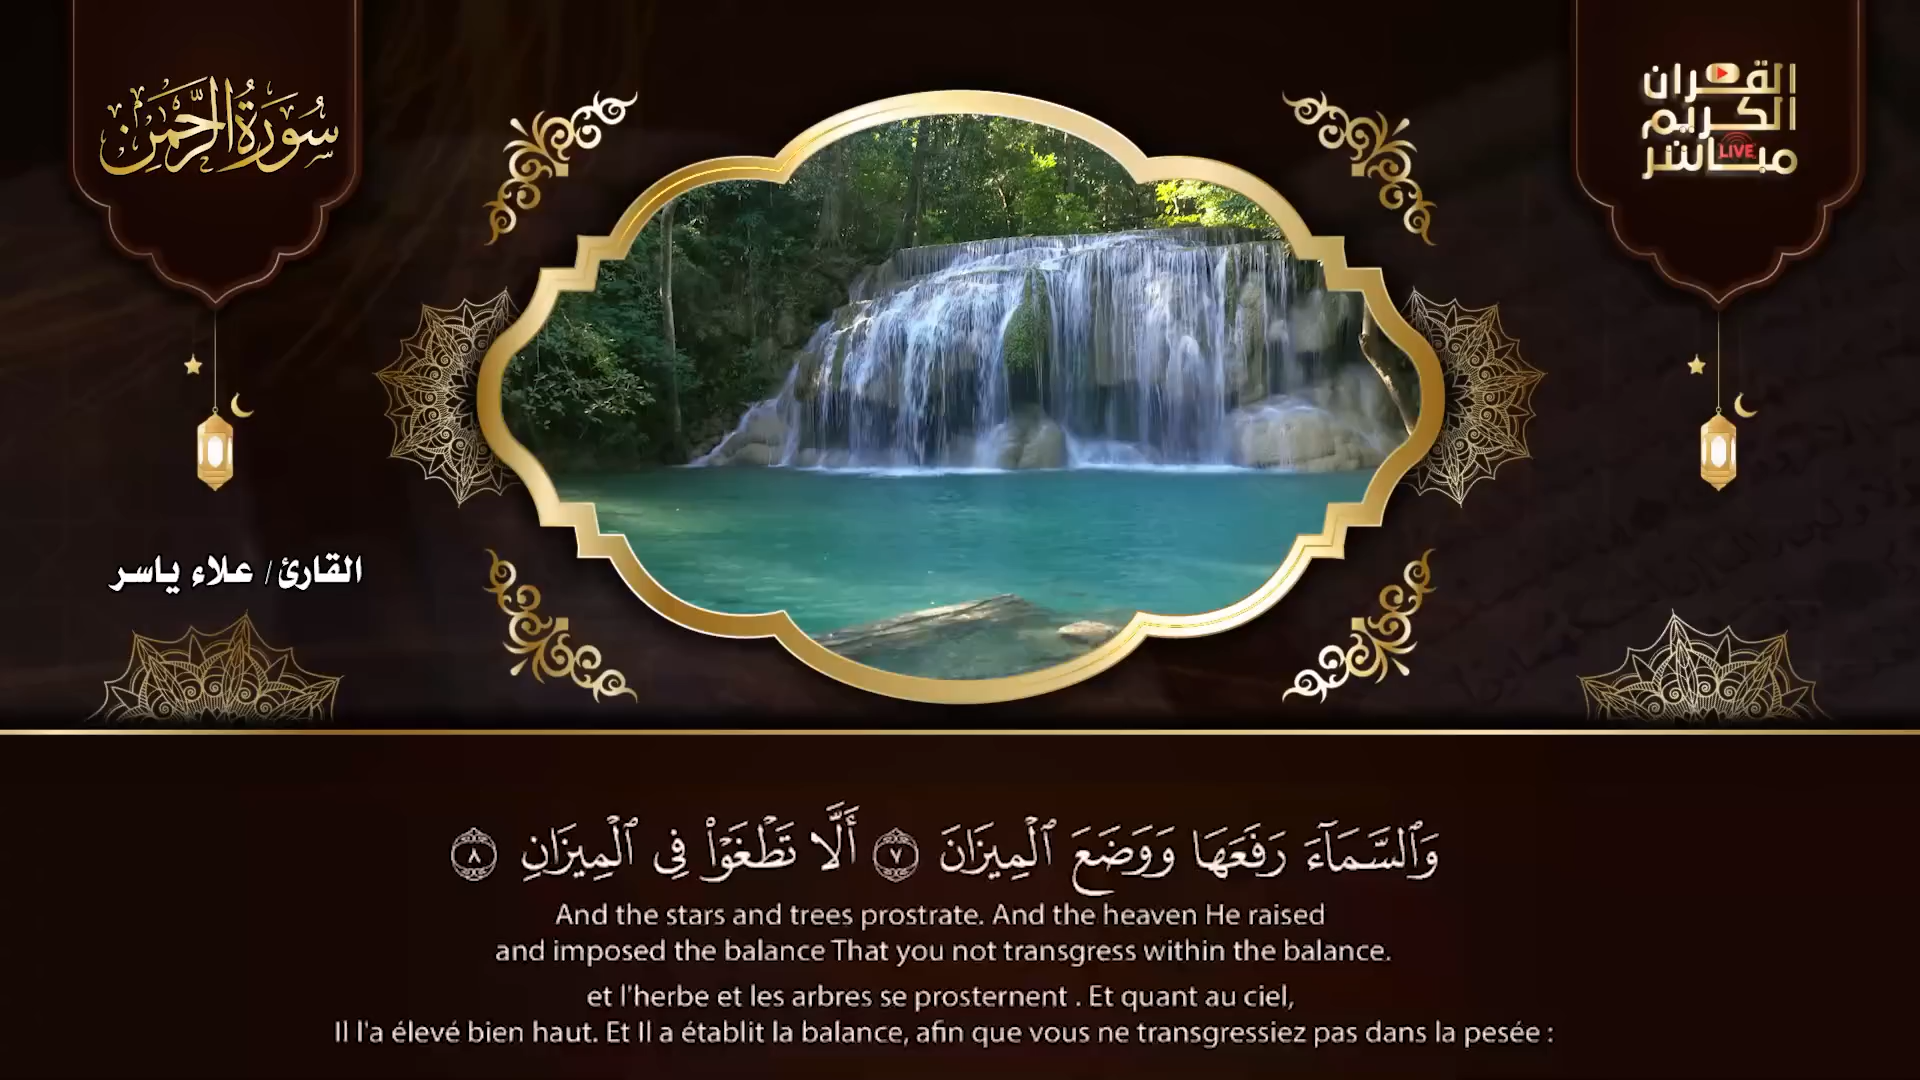 سُورَةُ الرَّحْمَٰن
القرآن
الكريم
مباشر
LIVE
القارئ / علاء ياسر
وَٱلسَّمَآءَ رَفَعَهَا وَوَضَعَ ٱلْمِيزَانَ ٧ أَلَّا تَطْغَوْا۟ فِى ٱلْمِيزَانِ ٨
And the stars and trees prostrate. And the heaven He raised
and imposed the balance That you not transgress within the balance.
et l'herbe et les arbres se prosternent . Et quant au ciel,
Il l'a élevé bien haut. Et Il a établit la balance, afin que vous ne transgressiez pas dans la pesée :